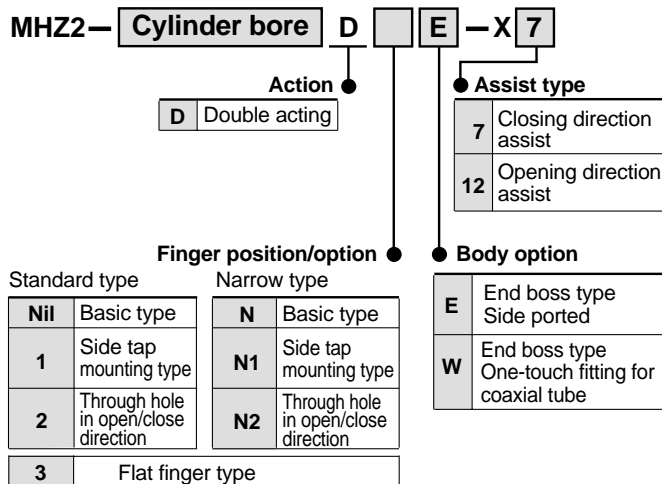 MHZ2— Cylinder bore D E — X 7
Action
D Double acting
Assist type
7 Closing direction
assist
12 Opening direction
assist
Finger position/option
Standard type
Nil Basic type
1 Side tap
mounting type
2 Through hole
in open/close
direction
Narrow type
N Basic type
N1 Side tap
mounting type
N2 Through hole
in open/close
direction
3 Flat finger type
Body option
E End boss type
Side ported
W End boss type
One-touch fitting for
coaxial tube